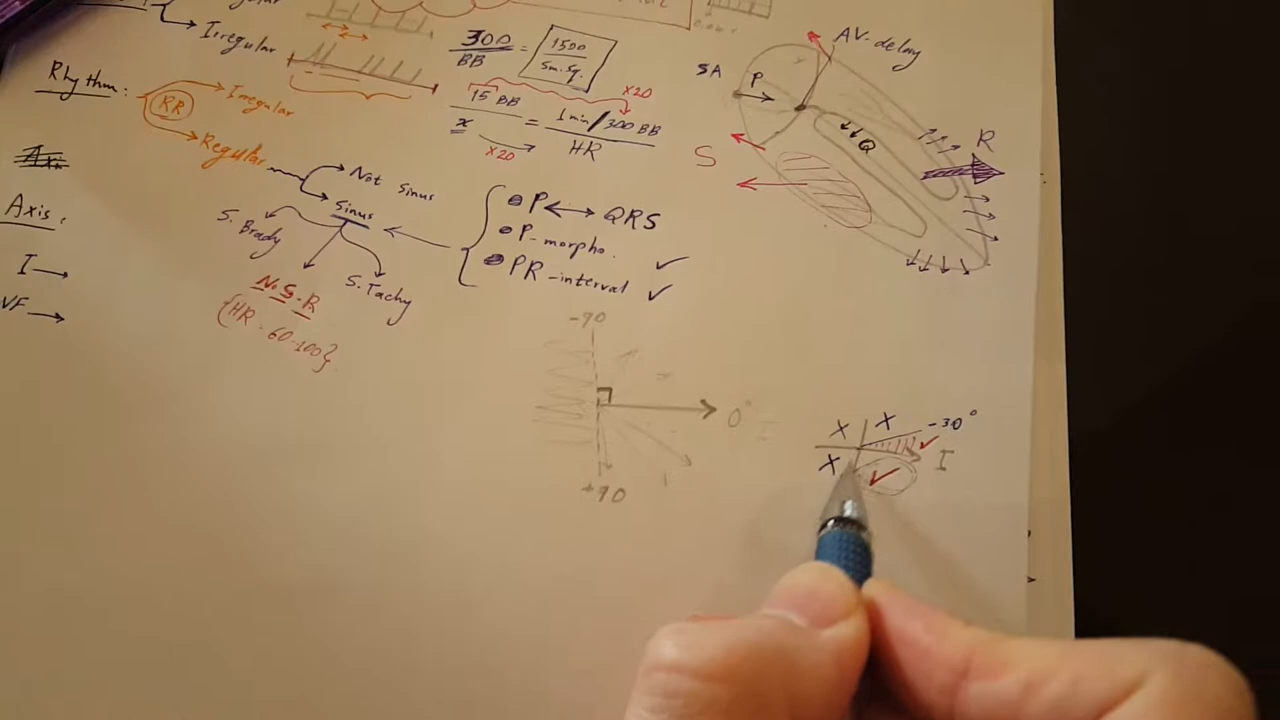 Irregular
Rhythm:
RR
Irregular
Regular
Not Sinus
Sinus
S. Brady
N.S.R
{HR: 60-100}
S. Tachy
300
BB
=
1500
Sm. sq.
15 BB
x
=
1 min/300 BB
HR
x20
x20
P ↔ QRS
P-morpho. ✓
PR-interval ✓
SA
P
AV-delay
Q
R
S
Axis:
I →
VF →
-90
0°
+90
X X -30°
✓
I
X ✓